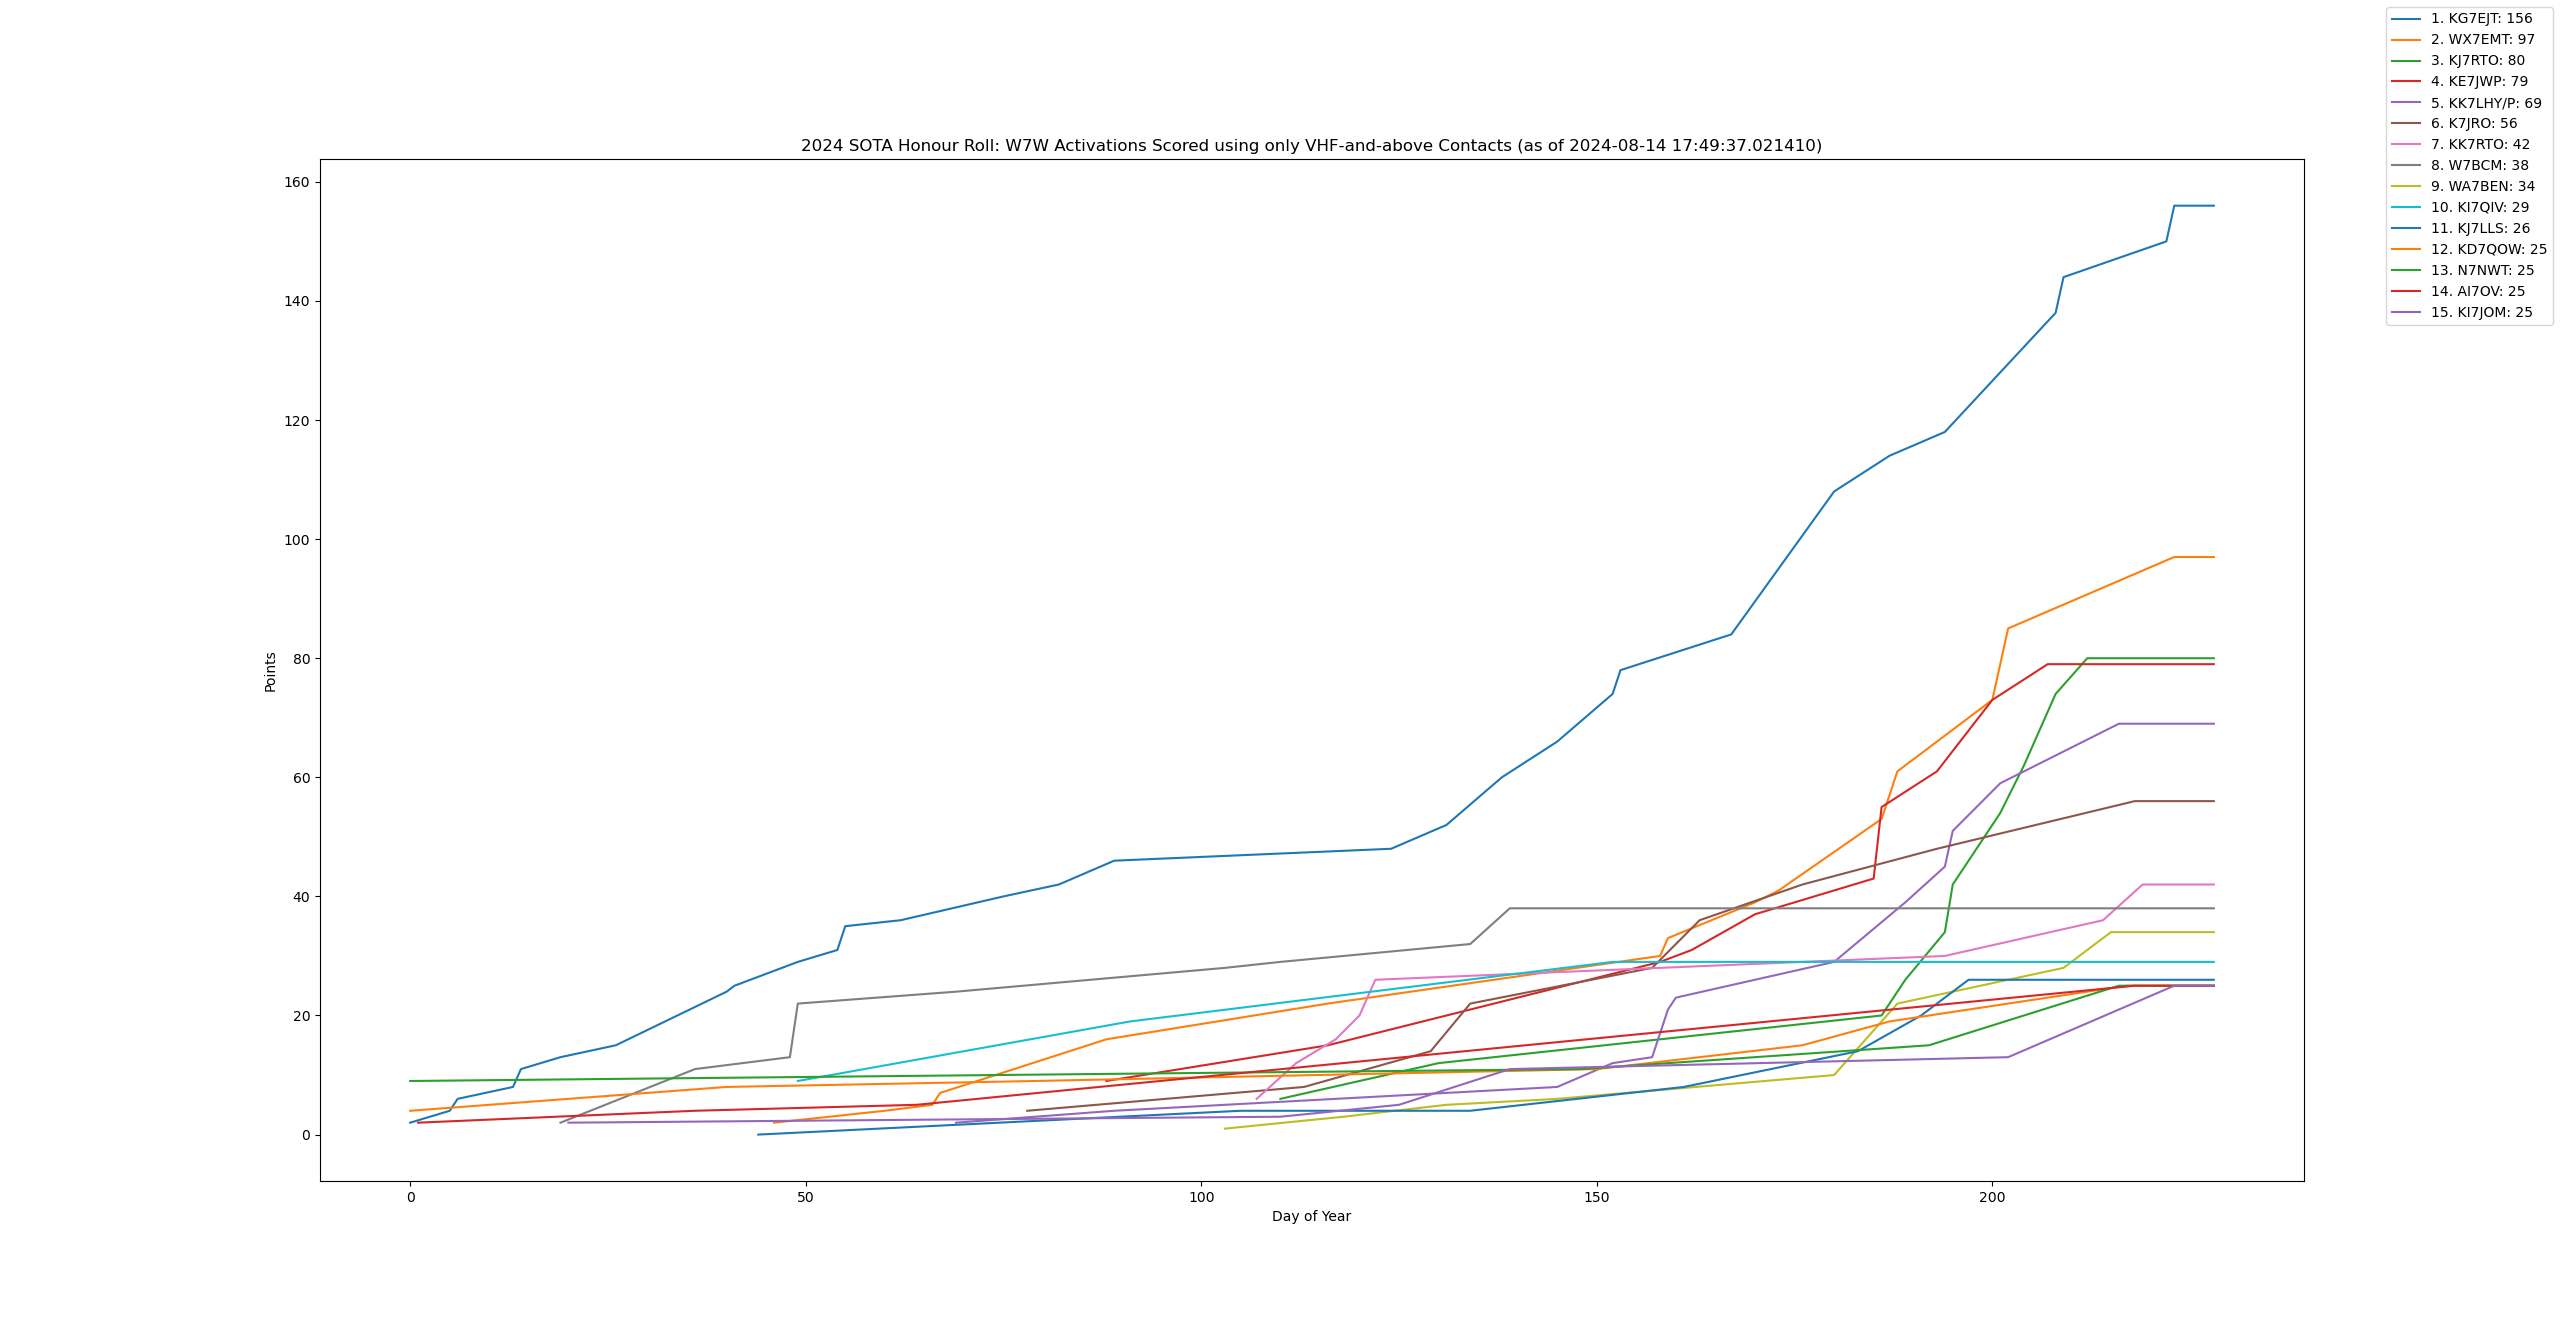 1. KG7EJT: 156
2. WX7EMT: 97
3. KJ7RTO: 80
4. KE7JWP: 79
5. KK7LHY/P: 69
6. K7JRO: 56
7. KK7RTO: 42
8. W7BCM: 38
9. WA7BEN: 34
10. KI7QIV: 29
11. KJ7LLS: 26
12. KD7QOW: 25
13. N7NWT: 25
14. AI7OV: 25
15. KI7JOM: 25
2024 SOTA Honour Roll: W7W Activations Scored using only VHF-and-above Contacts (as of 2024-08-14 17:49:37.021410)
160
140
120
100
80
60
40
20
0
Points
0 50 100 150 200
Day of Year